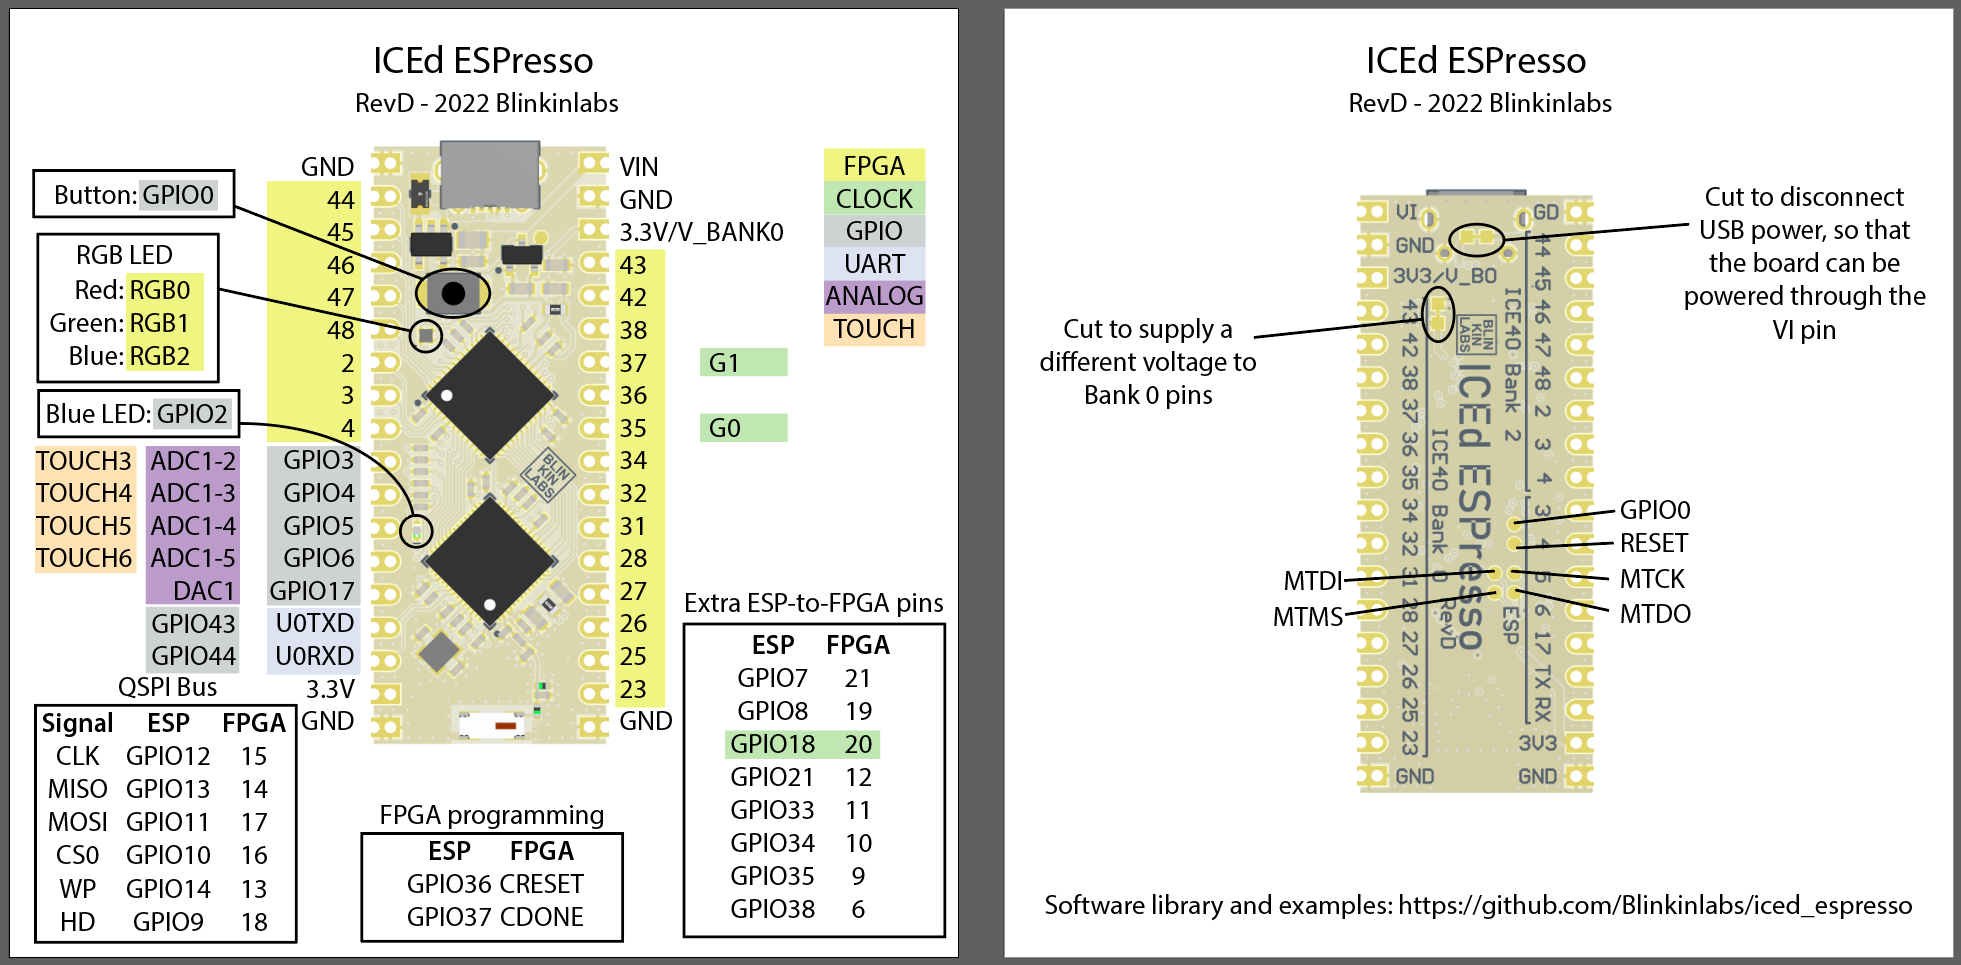 ICEd ESPresso
RevD - 2022 Blinkinlabs
Button: GPIO0
RGB LED
Red: RGB0
Green: RGB1
Blue: RGB2
Blue LED: GPIO2
GND
44
45
46
47
48
2
3
4
TOUCH3 ADC1-2 GPIO3
TOUCH4 ADC1-3 GPIO4
TOUCH5 ADC1-4 GPIO5
TOUCH6 ADC1-5 GPIO6
DAC1 GPIO17
GPIO43 U0TXD
GPIO44 U0RXD
3.3V
GND
BLIN
KIN
LABS
VIN
GND
3.3V/V_BANK0
43
42
38
37 G1
36
35 G0
34
32
31
28
27
26
25
23
GND
FPGA
CLOCK
GPIO
UART
ANALOG
TOUCH
QSPI Bus
Signal ESP FPGA
CLK GPIO12 15
MISO GPIO13 14
MOSI GPIO11 17
CS0 GPIO10 16
WP GPIO14 13
HD GPIO9 18
FPGA programming
ESP FPGA
GPIO36 CRESET
GPIO37 CDONE
Extra ESP-to-FPGA pins
ESP FPGA
GPIO7 21
GPIO8 19
GPIO18 20
GPIO21 12
GPIO33 11
GPIO34 10
GPIO35 9
GPIO38 6
ICEd ESPresso
RevD - 2022 Blinkinlabs
Cut to disconnect
USB power, so that
the board can be
powered through the
VI pin
Cut to supply a
different voltage to
Bank 0 pins
VI
GND
3V3/V_B0
43
42
38
37
36
35
34
32
31
28
27
26
25
23
GND
GD
44
45
46
47
48
2
3
4
3
4
5
6
17
TX
RX
3V3
GND
ICE40 Bank 2
ICE40 Bank 0
BLIN
KIN
LABS
ICEd ESPresso
RevD
ESP
GPIO0
RESET
MTCK
MTDO
MTDI
MTMS
Software library and examples: https://github.com/Blinkinlabs/iced_espresso